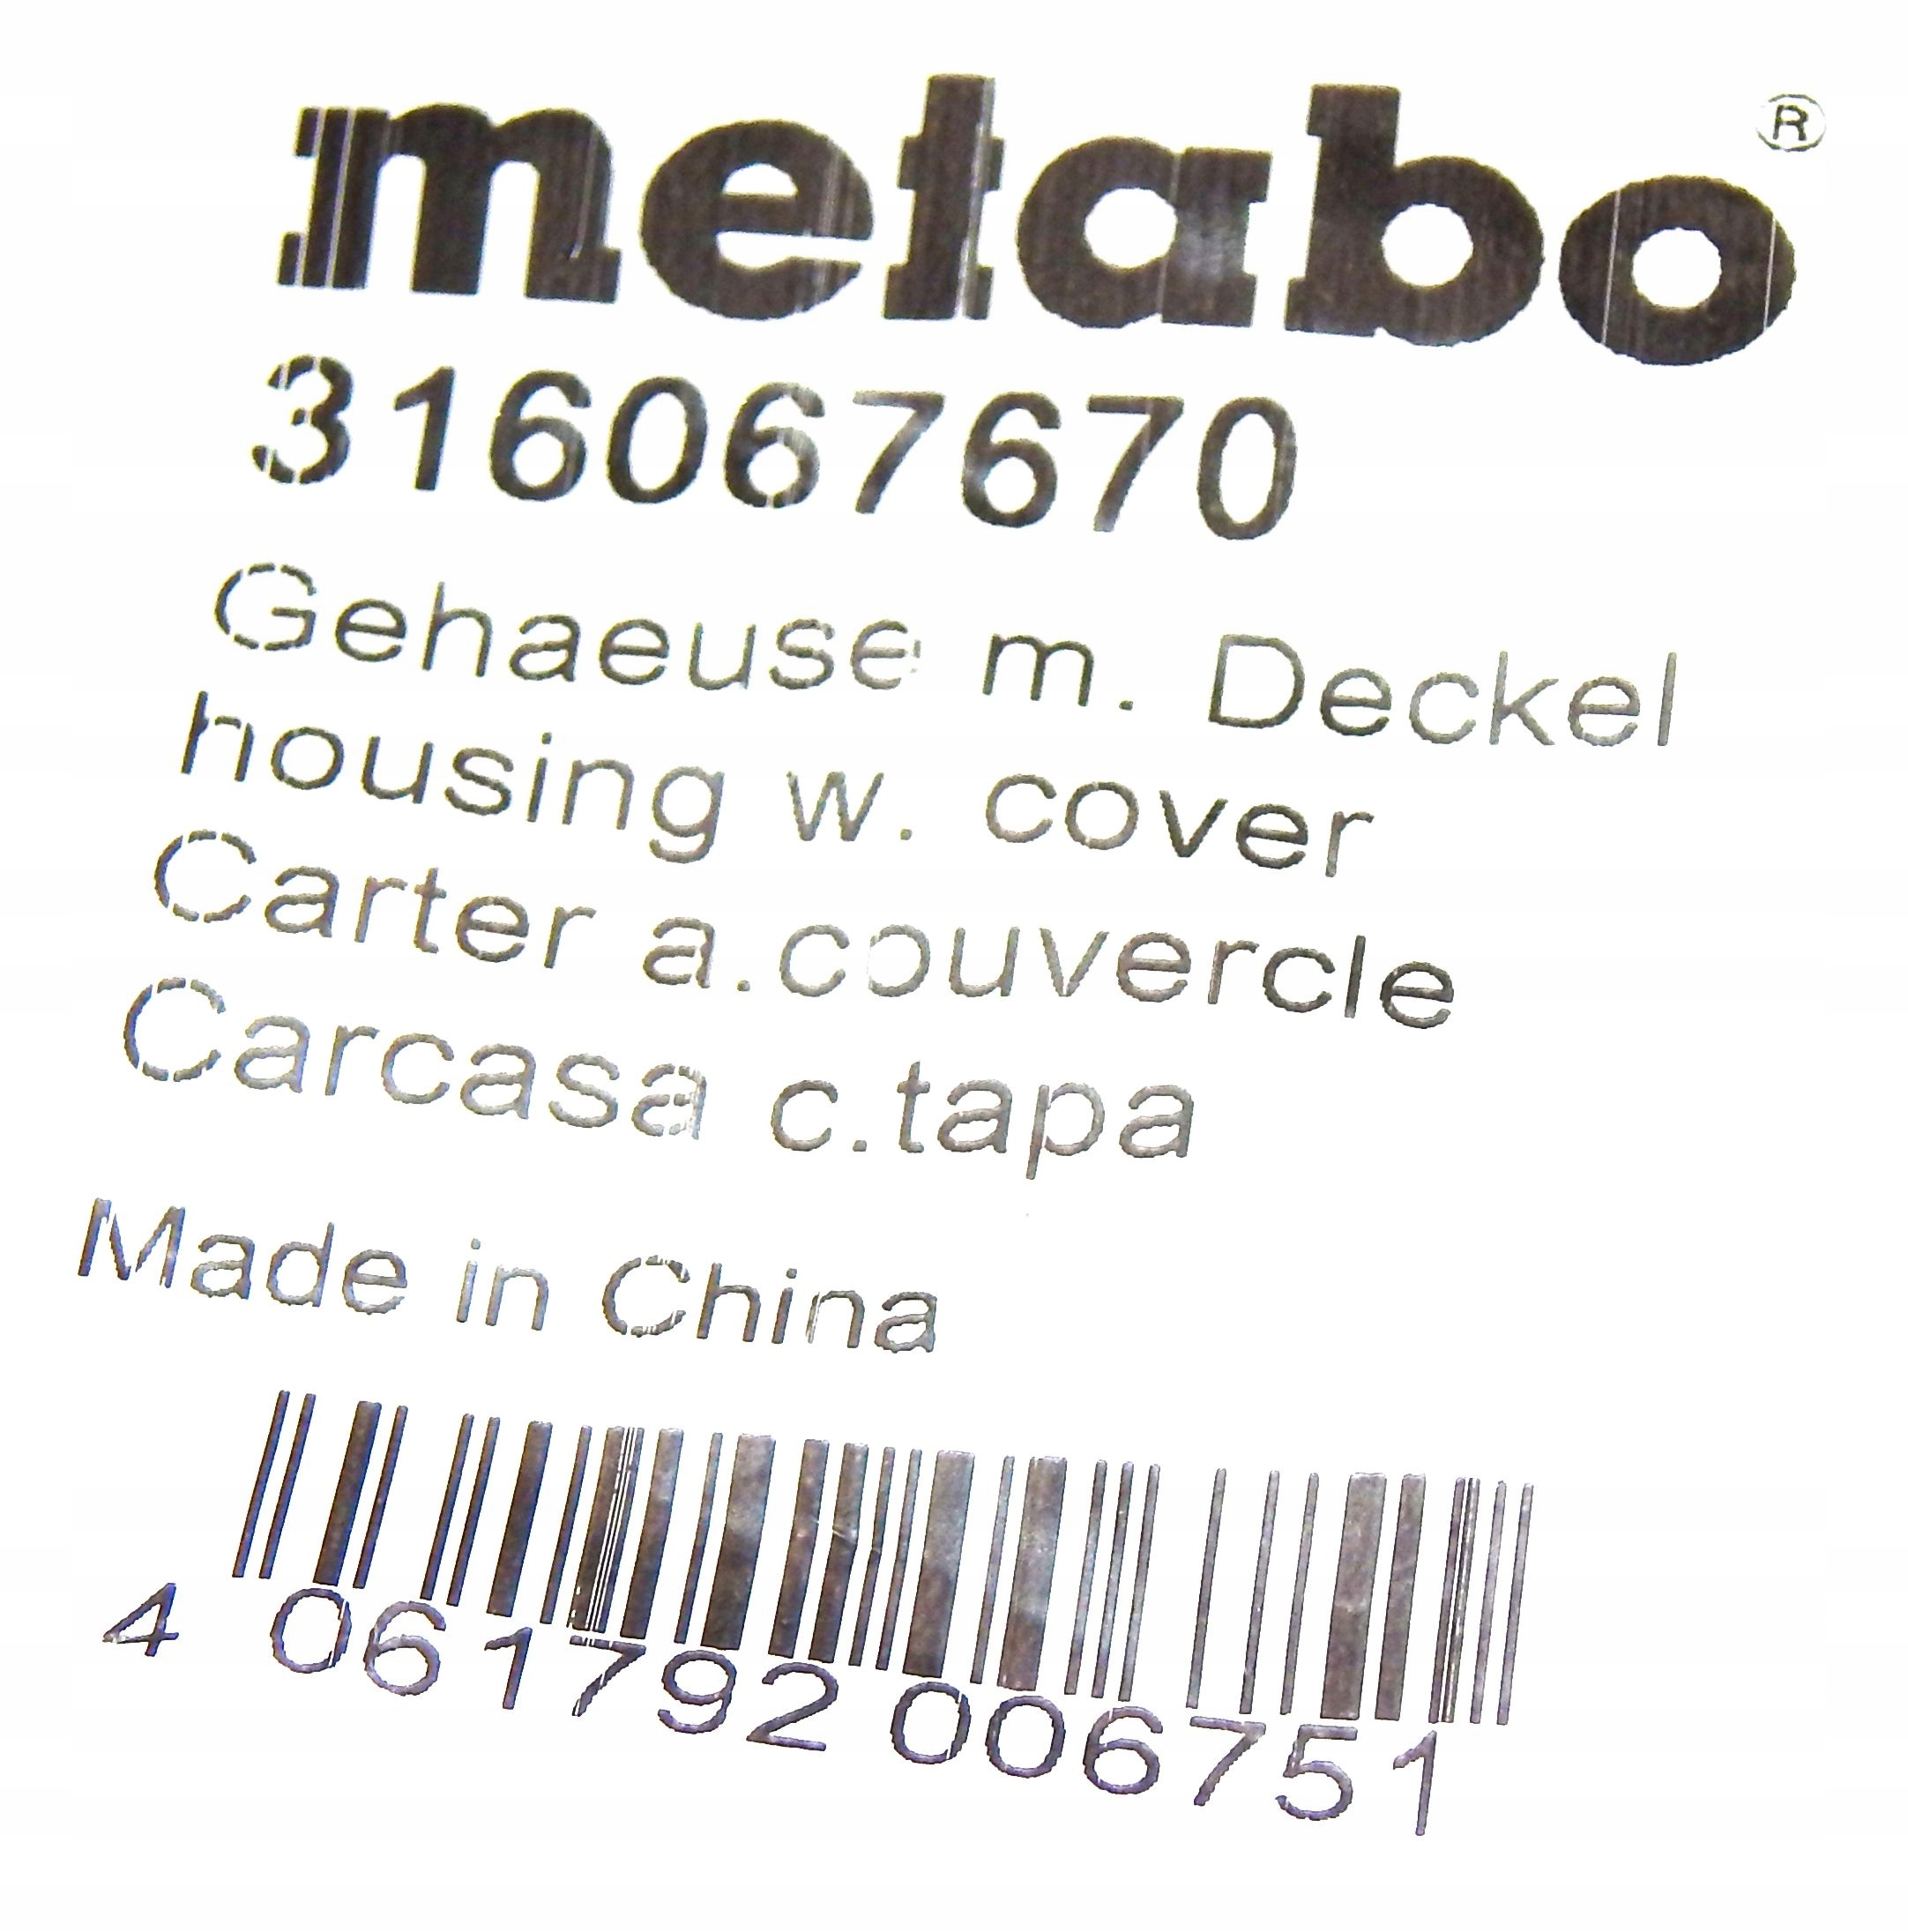 metabo®
316067670
Gehaeuse m. Deckel
housing w. cover
Carter a.couvercle
Carcasa c.tapa
Made in China
4 061792 006751